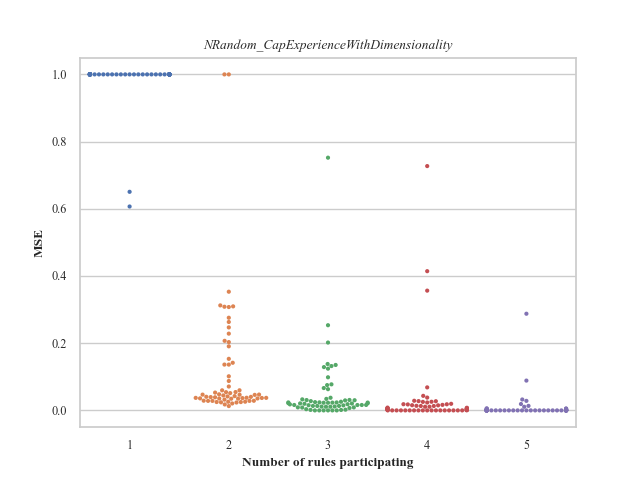 NRandom_CapExperienceWithDimensionality
1.0
0.8
0.6
0.4
0.2
0.0
MSE
1 2 3 4 5
Number of rules participating